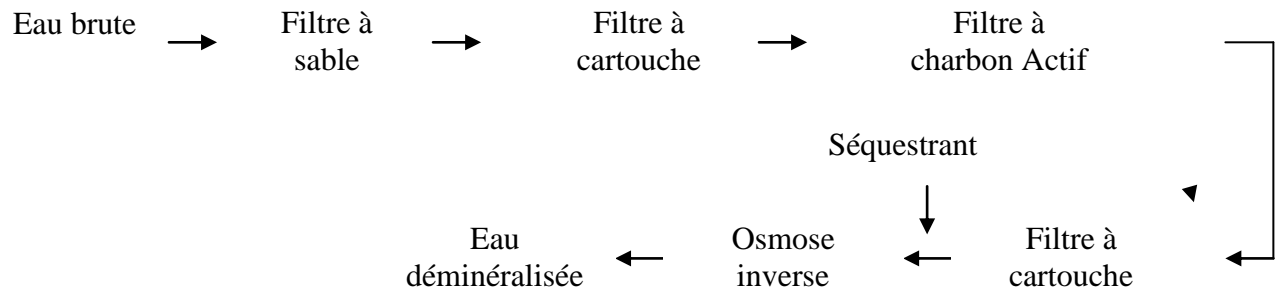 Eau brute
Filtre à
sable
Filtre à
cartouche
Filtre à
charbon Actif
Séquestrant
Filtre à
cartouche
Osmose
inverse
Eau
déminéralisée